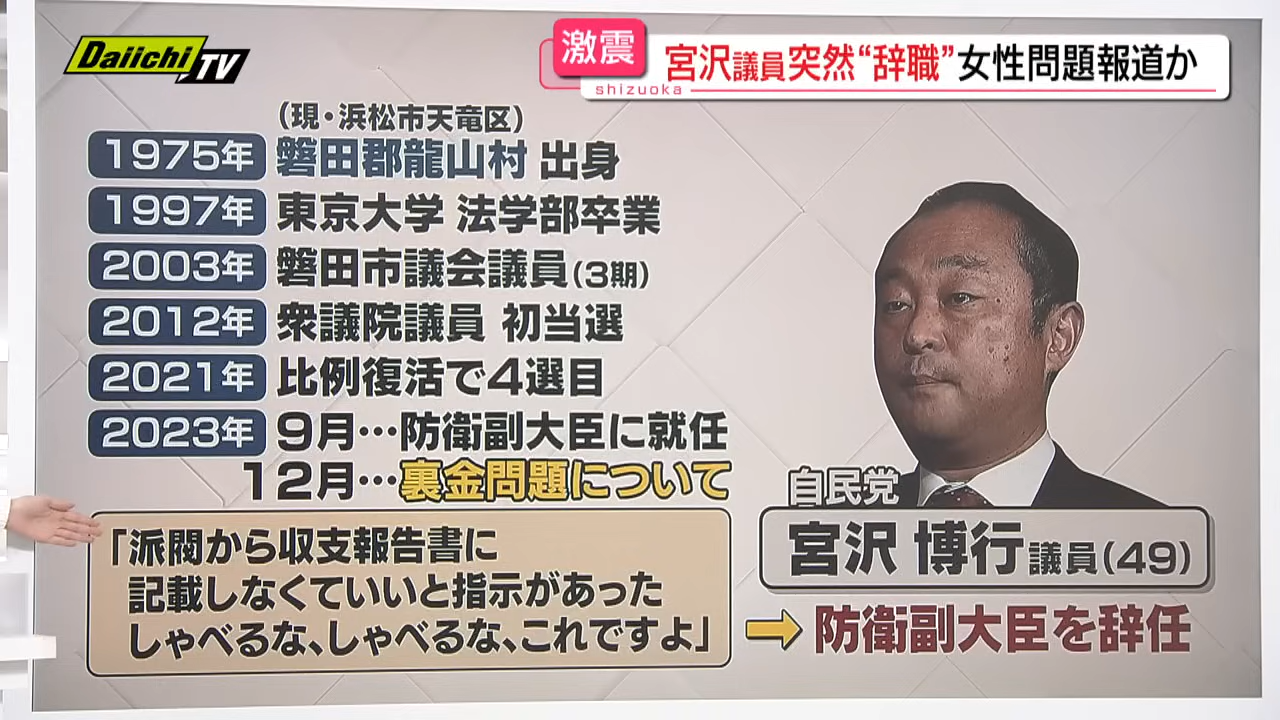 Daiichi TV
激震
宮沢議員突然“辞職”女性問題報道か
shizuoka
(現・浜松市天竜区)
1975年 磐田郡龍山村 出身
1997年 東京大学 法学部卒業
2003年 磐田市議会議員(3期)
2012年 衆議院議員 初当選
2021年 比例復活で4選目
2023年 9月…防衛副大臣に就任
12月…裏金問題について
「派閥から収支報告書に
記載しなくていいと指示があった
しゃべるな、しゃべるな、これですよ」
自民党
宮沢 博行議員(49)
➡防衛副大臣を辞任